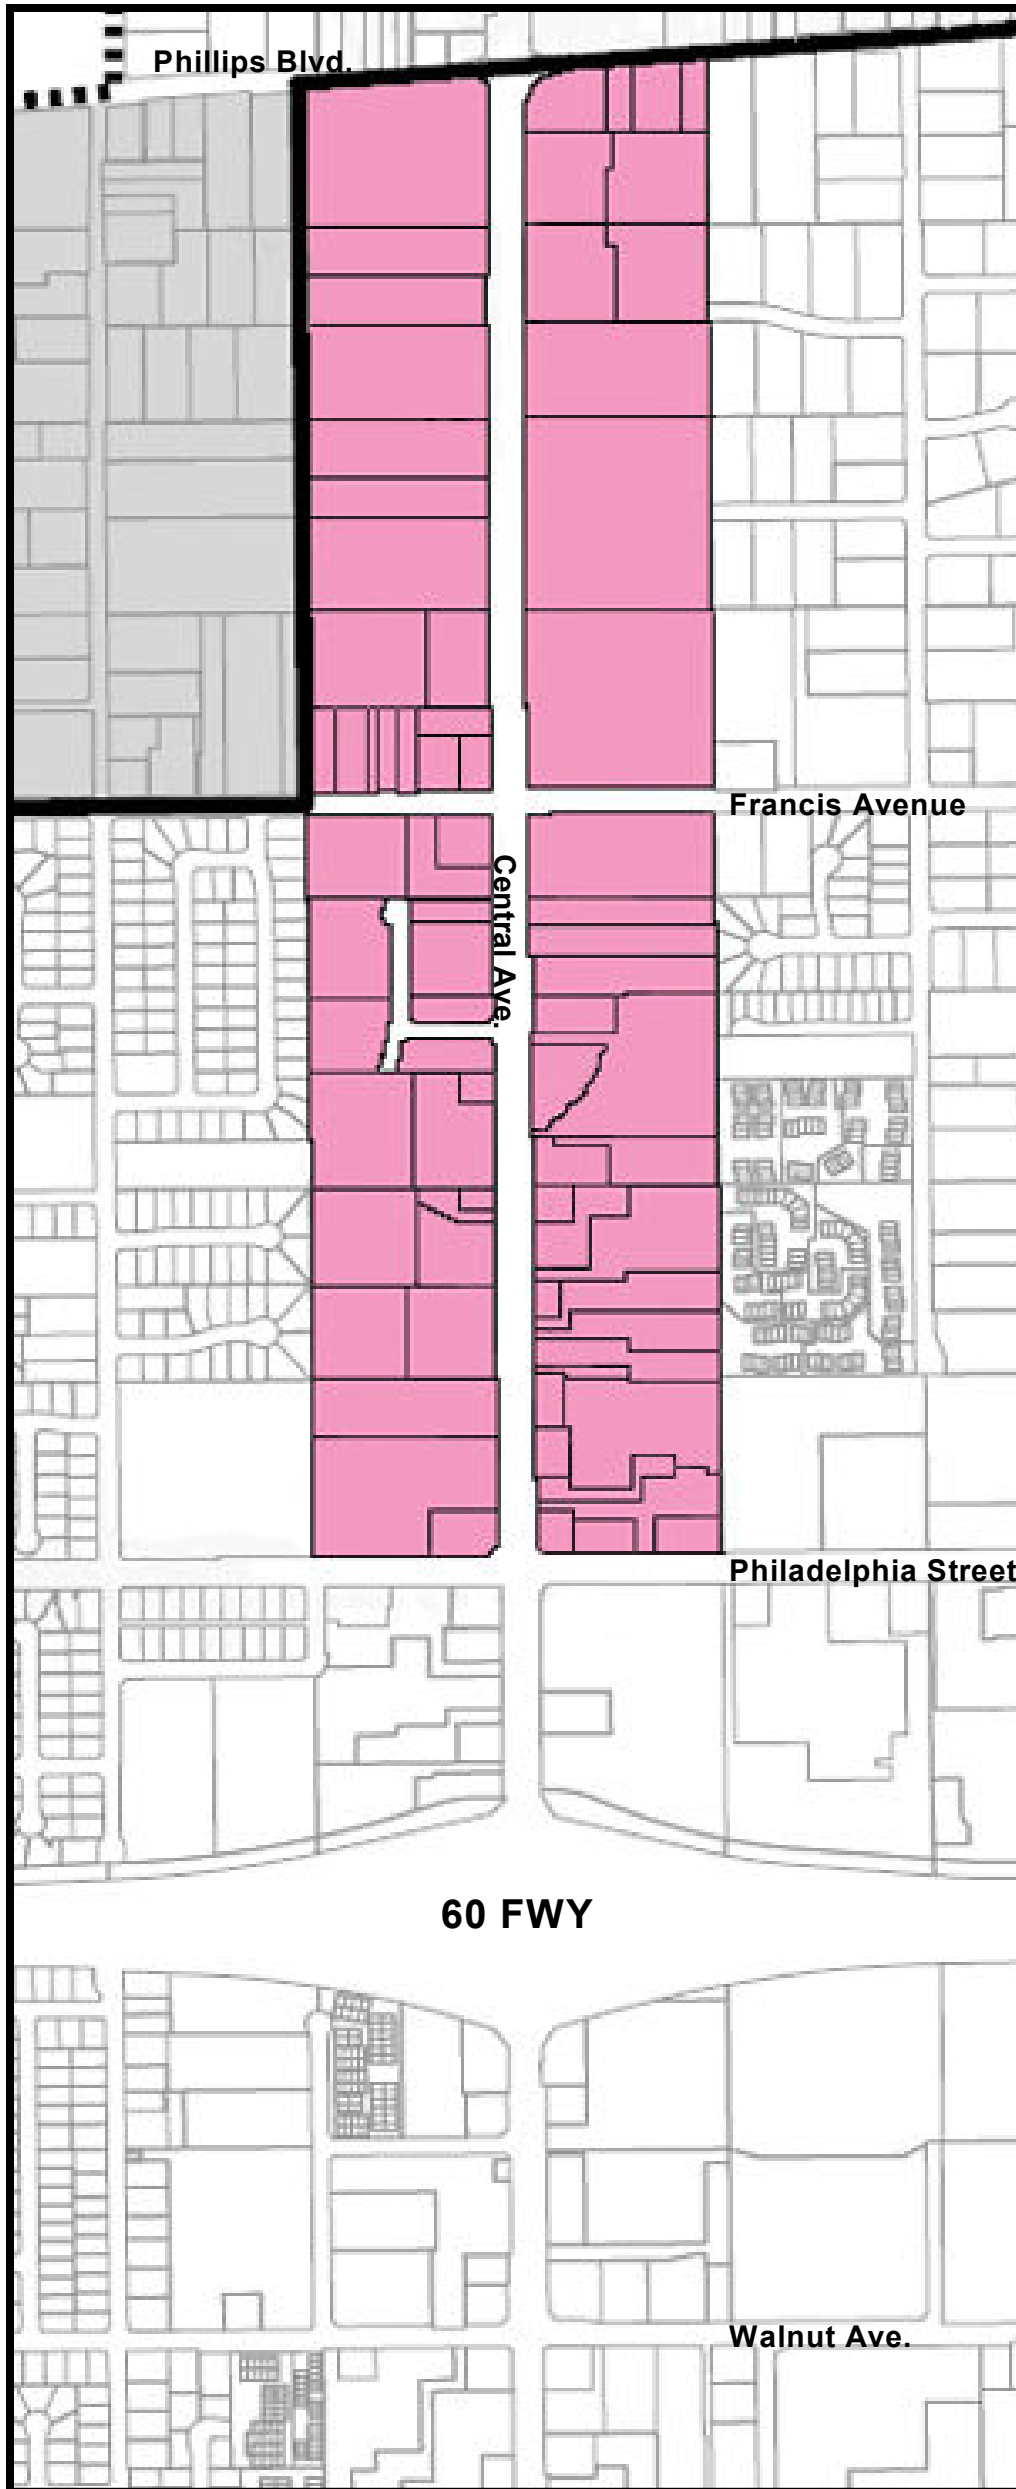 Phillips Blvd.
Francis Avenue
Central Ave.
Philadelphia Street
60 FWY
Walnut Ave.